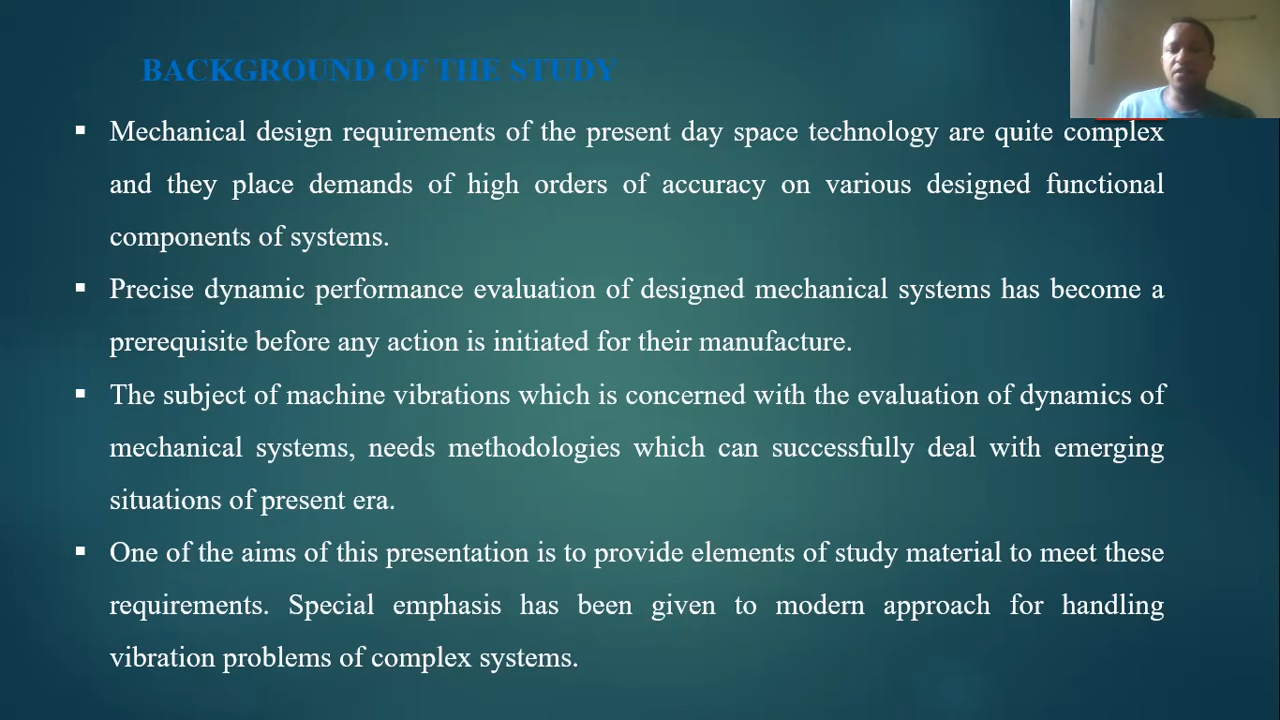 BACKGROUND OF THE STUDY
▪ Mechanical design requirements of the present day space technology are quite complex
and they place demands of high orders of accuracy on various designed functional
components of systems.
▪ Precise dynamic performance evaluation of designed mechanical systems has become a
prerequisite before any action is initiated for their manufacture.
▪ The subject of machine vibrations which is concerned with the evaluation of dynamics of
mechanical systems, needs methodologies which can successfully deal with emerging
situations of present era.
▪ One of the aims of this presentation is to provide elements of study material to meet these
requirements. Special emphasis has been given to modern approach for handling
vibration problems of complex systems.